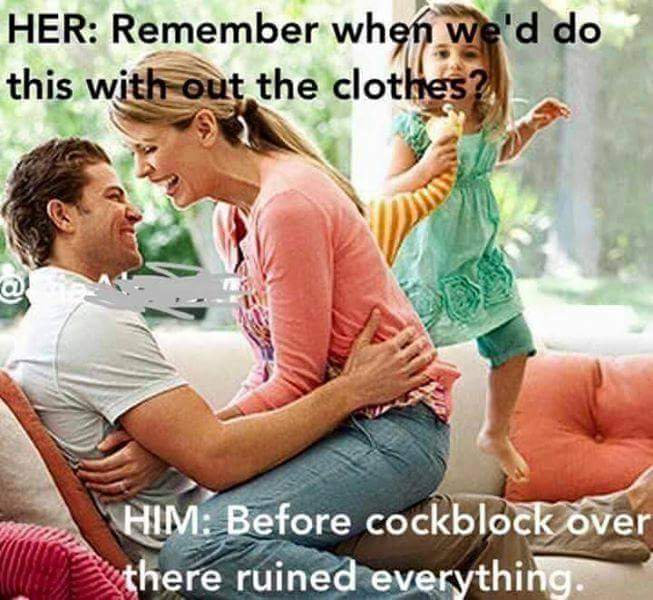 HER: Remember when we'd do
this with out the clothes?
@
HIM: Before cockblock over
there ruined everything.